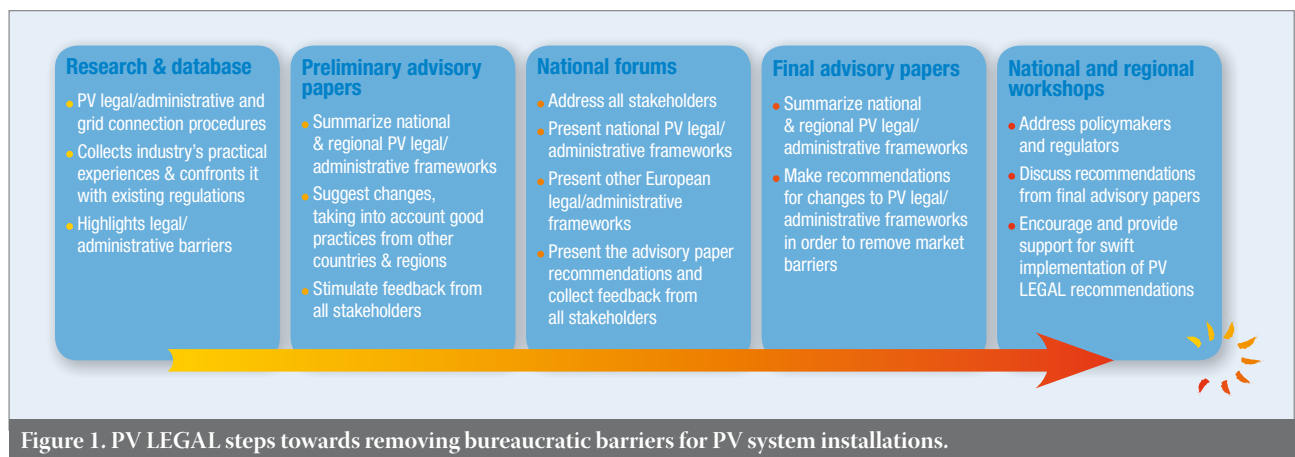 Research & database
• PV legal/administrative and
grid connection procedures
• Collects industry's practical
experiences & confronts it
with existing regulations
• Highlights legal/
administrative barriers
Preliminary advisory
papers
• Summarize national
& regional PV legal/
administrative frameworks
• Suggest changes,
taking into account good
practices from other
countries & regions
• Stimulate feedback from
all stakeholders
National forums
• Address all stakeholders
• Present national PV legal/
administrative frameworks
• Present other European
legal/administrative
frameworks
• Present the advisory paper
recommendations and
collect feedback from
all stakeholders
Final advisory papers
• Summarize national
& regional PV legal/
administrative frameworks
• Make recommendations
for changes to PV legal/
administrative frameworks
in order to remove market
barriers
National and regional
workshops
• Address policymakers
and regulators
• Discuss recommendations
from final advisory papers
• Encourage and provide
support for swift
implementation of PV
LEGAL recommendations
Figure 1. PV LEGAL steps towards removing bureaucratic barriers for PV system installations.